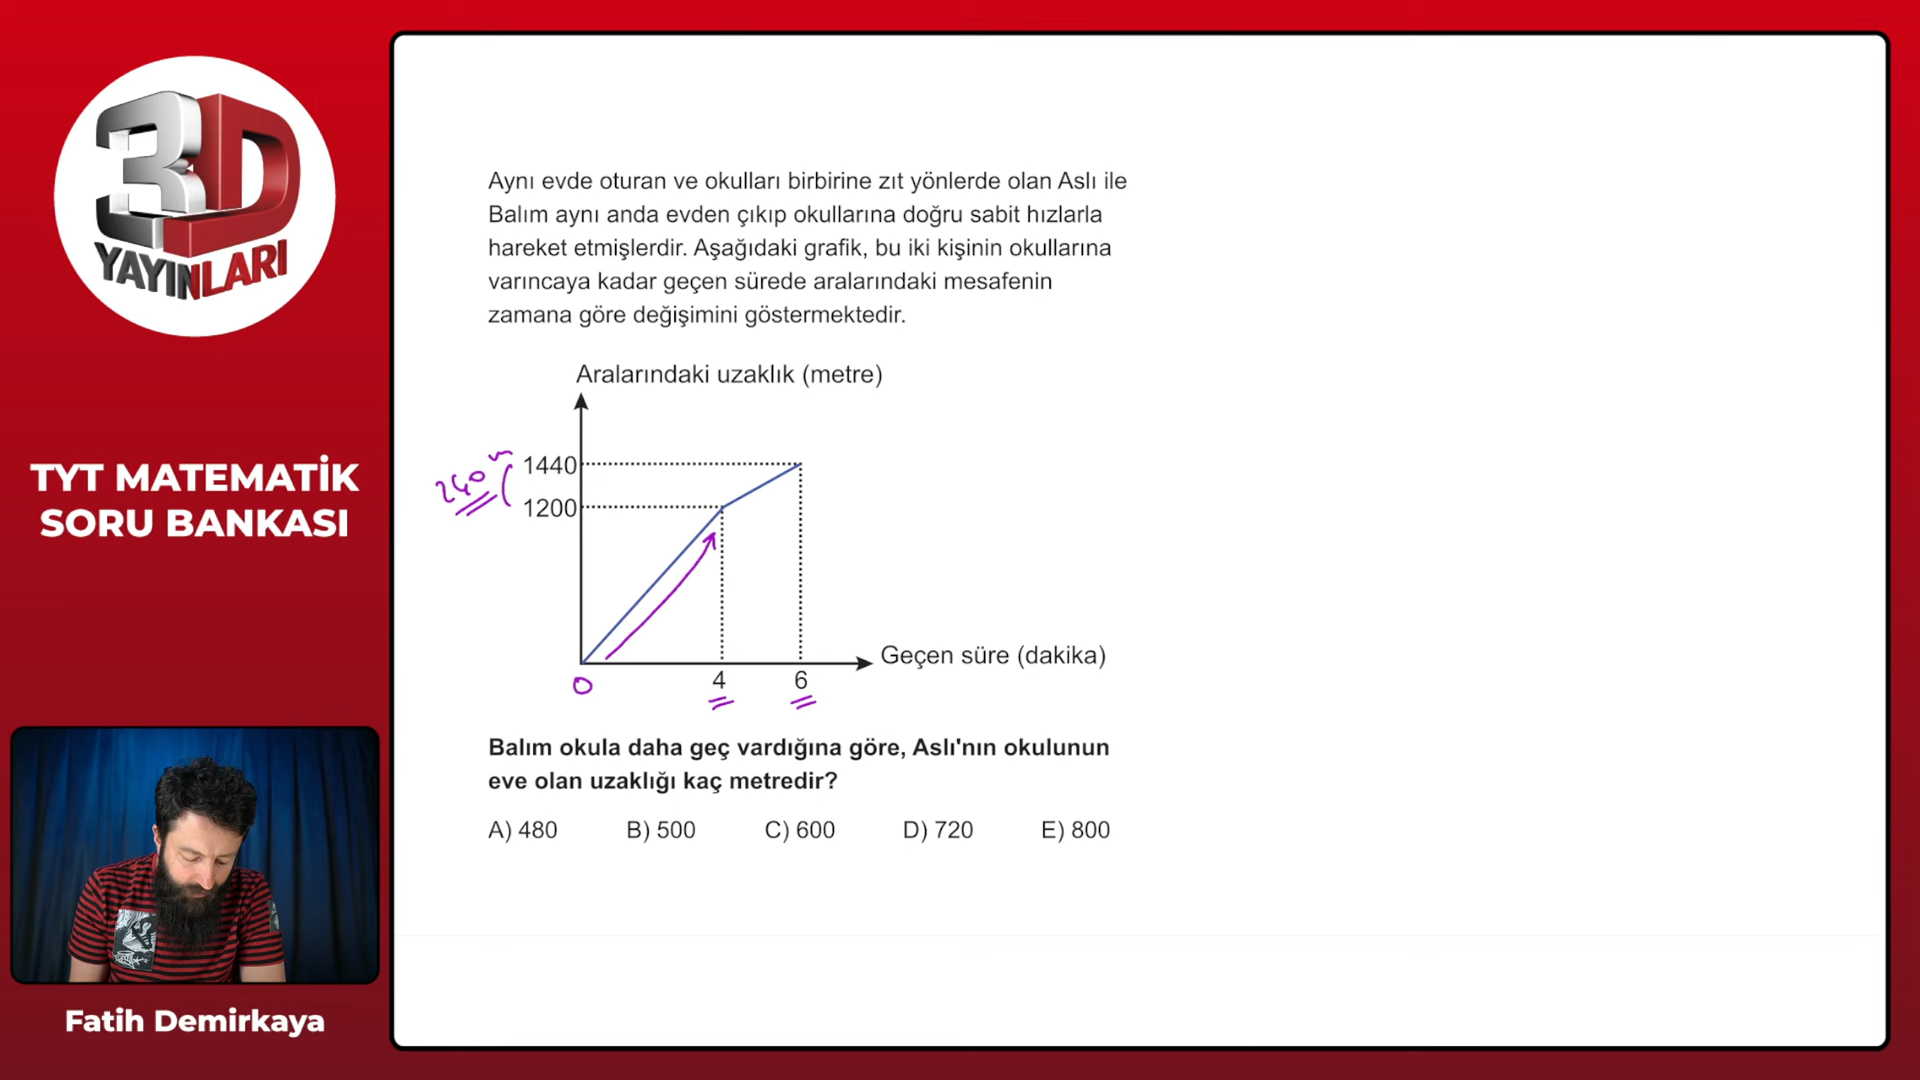 3D
YAYINLARI
TYT MATEMATİK
SORU BANKASI
Fatih Demirkaya
Aynı evde oturan ve okulları birbirine zıt yönlerde olan Aslı ile
Balım aynı anda evden çıkıp okullarına doğru sabit hızlarla
hareket etmişlerdir. Aşağıdaki grafik, bu iki kişinin okullarına
varıncaya kadar geçen sürede aralarındaki mesafenin
zamana göre değişimini göstermektedir.
Aralarındaki uzaklık (metre)
240 m
1440
1200
Geçen süre (dakika)
0 4 6
Balım okula daha geç vardığına göre, Aslı'nın okulunun
eve olan uzaklığı kaç metredir?
A) 480 B) 500 C) 600 D) 720 E) 800